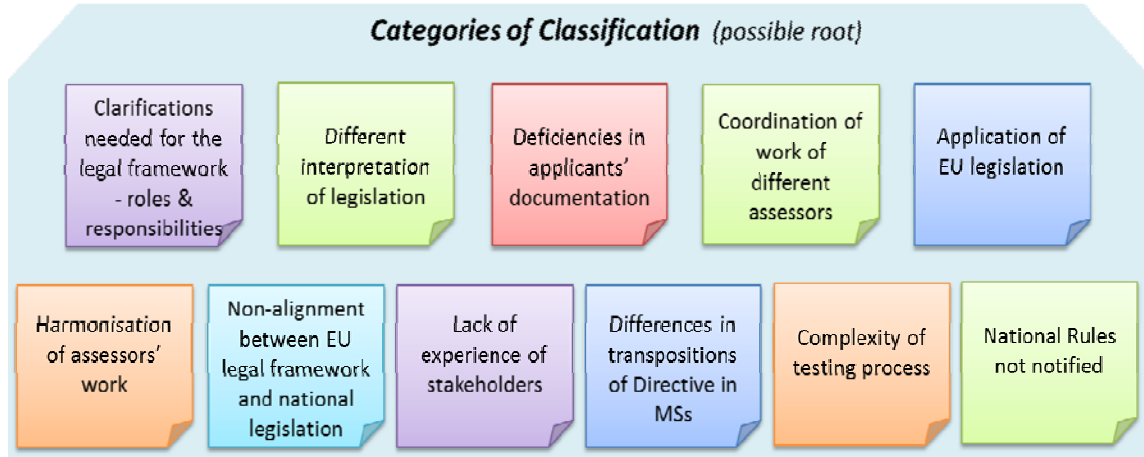 Categories of Classification (possible root)
Clarifications
needed for the
legal framework
- roles &
responsibilities
Different
interpretation
of legislation
Deficiencies in
applicants’
documentation
Coordination of
work of
different
assessors
Application of
EU legislation
Harmonisation
of assessors’
work
Non-alignment
between EU
legal framework
and national
legislation
Lack of
experience of
stakeholders
Differences in
transpositions
of Directive in
MSs
Complexity of
testing process
National Rules
not notified